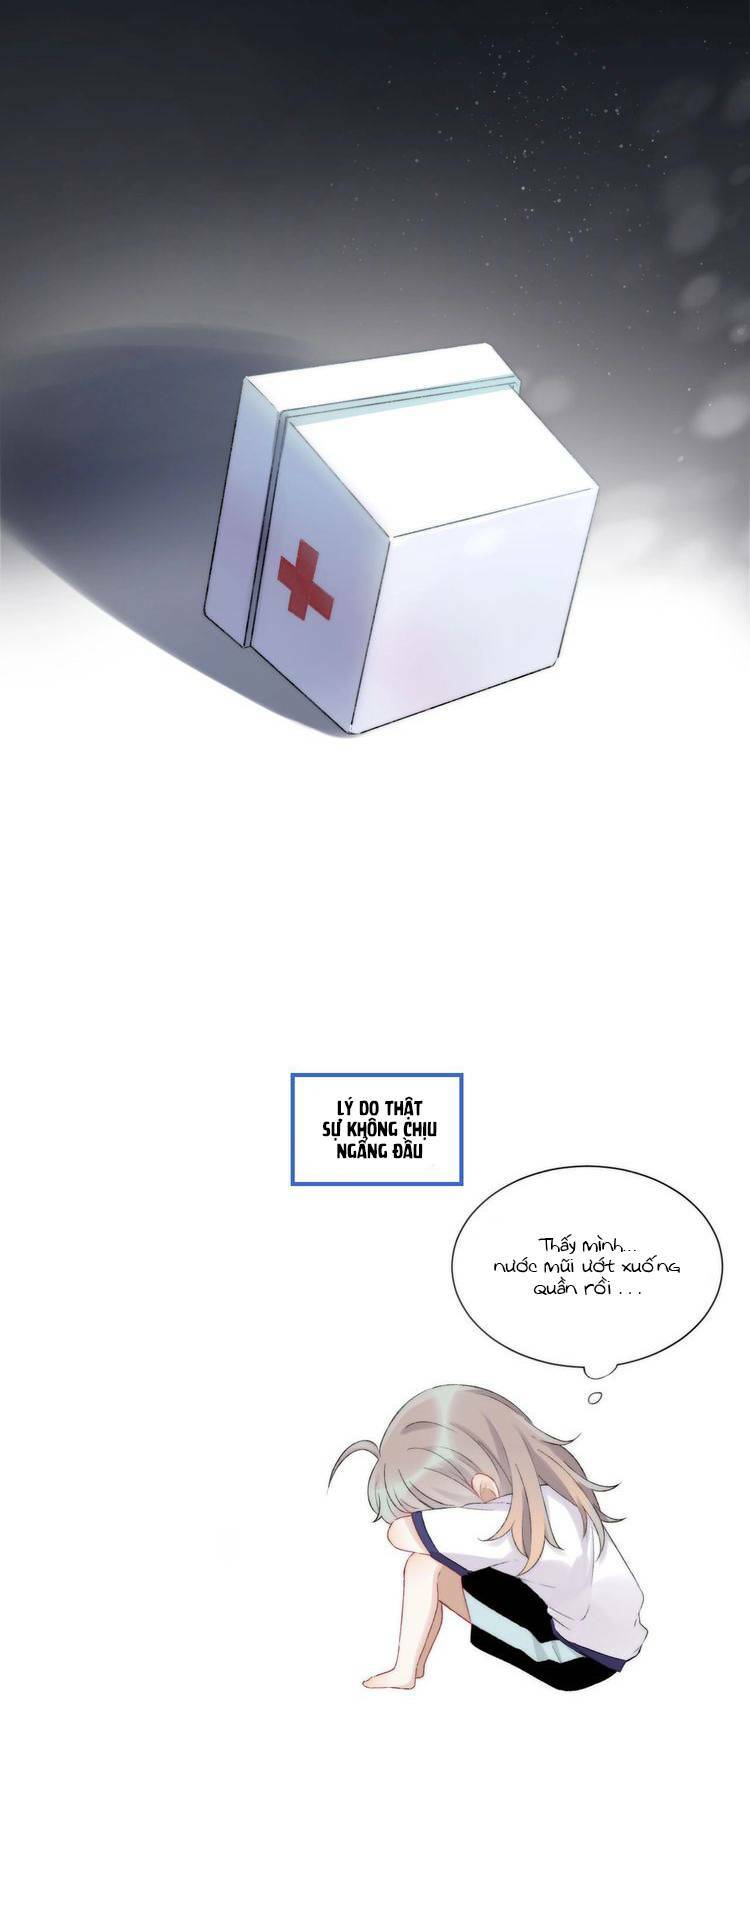 LÝ DO THẬT
SỰ KHÔNG CHỊU
NGẨNG ĐẦU
Thấy mình...
nước mũi ướt xuống
quần rồi . . .